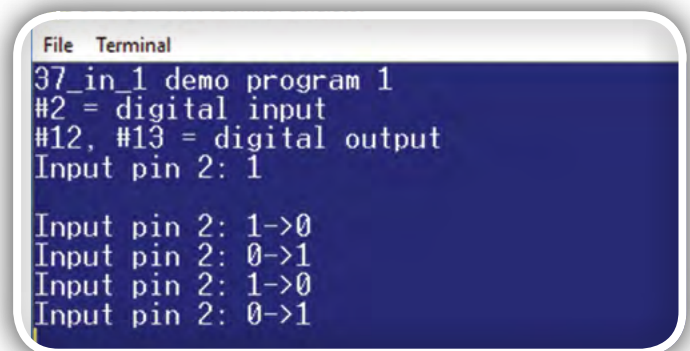 File Terminal
37_in_1 demo program 1
#2 = digital input
#12, #13 = digital output
Input pin 2: 1
Input pin 2: 1->0
Input pin 2: 0->1
Input pin 2: 1->0
Input pin 2: 0->1